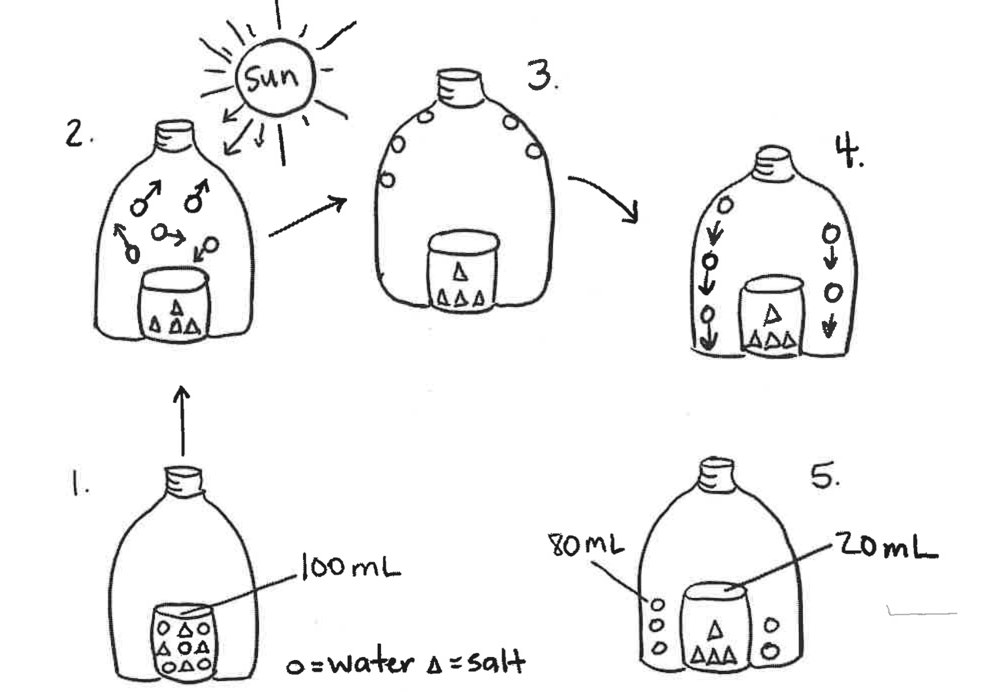 Sun
2.
3.
4.
1.
100mL
o=water Δ=salt
5.
80mL
20mL